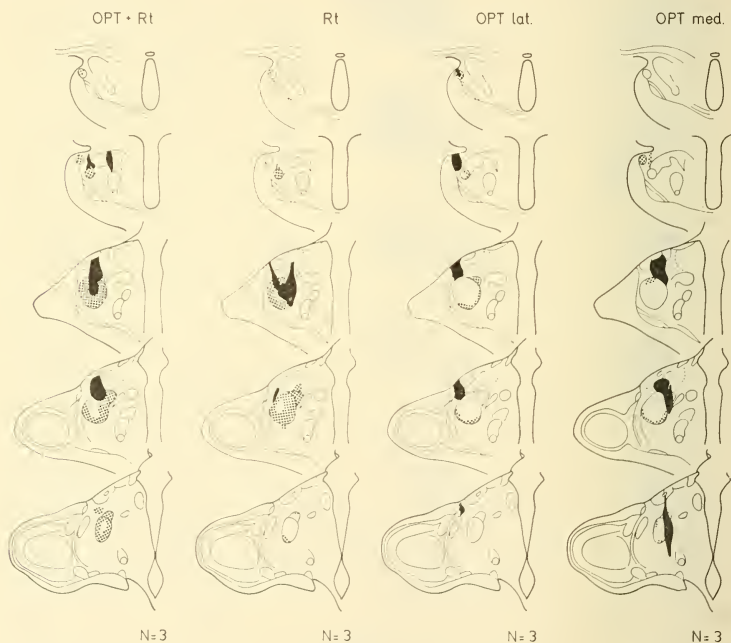 OPT + Rt Rt OPT lat. OPT med.
N= 3 N= 3 N= 3 N= 3